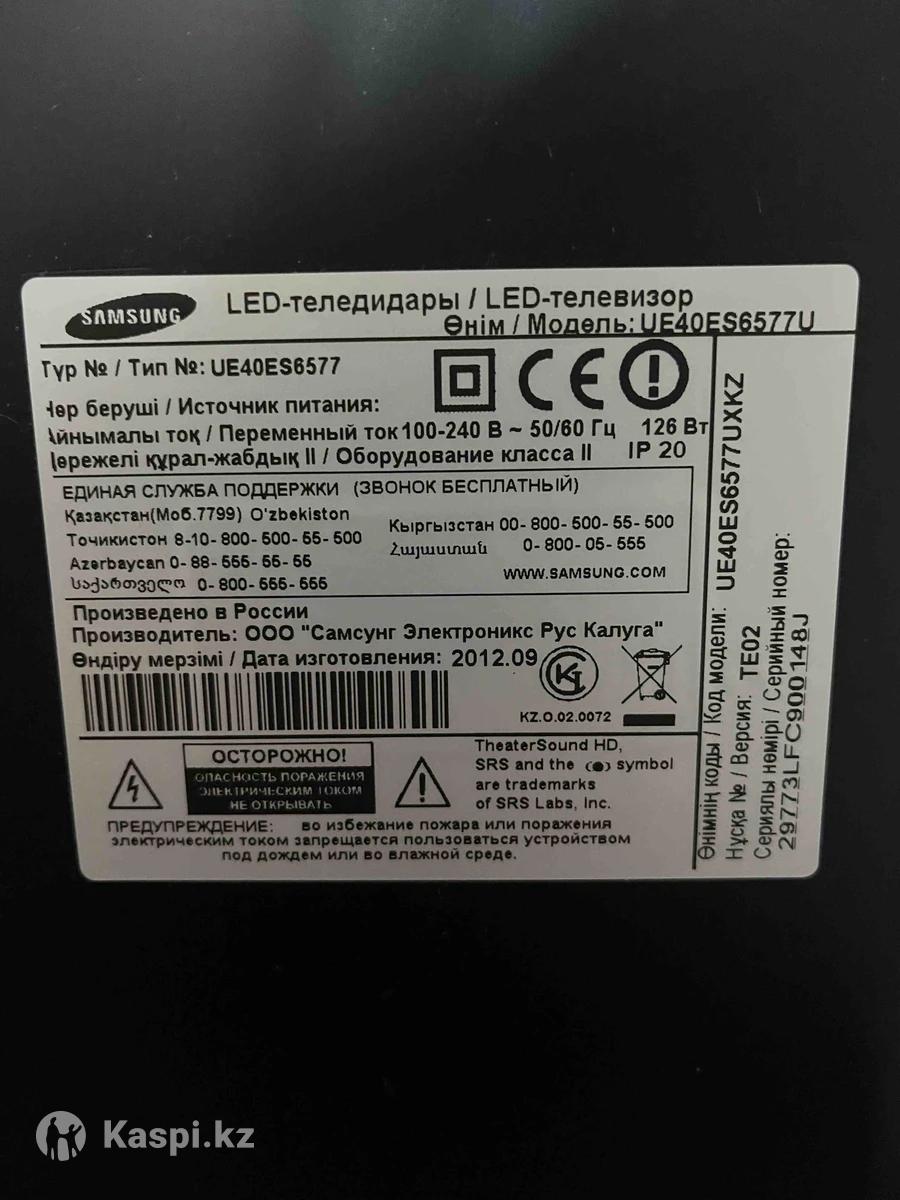 SAMSUNG
LED-теледидары / LED-телевизор
Өнім / Модель: UE40ES6577U
Түр № / Тип №: UE40ES6577
беруші / Источник питания:
Айнымалы тоқ / Переменный ток 100-240 В ~ 50/60 Гц 126 Вт
Дәрежелі құрал-жабдық II / Оборудование класса II IP 20
ЕДИНАЯ СЛУЖБА ПОДДЕРЖКИ (ЗВОНОК БЕСПЛАТНЫЙ)
Қазақстан(Моб.7799) O'zbekiston
Точикистон 8-10-800-500-55-500
Azerbaycan 0-88-555-55-55
საქართველო 0-800-555-555
Кыргызстан 00-800-500-55-500
Հայաստան 0-800-05-555
WWW.SAMSUNG.COM
Произведено в России
Производитель: ООО "Самсунг Электроникс Рус Калуга"
Өндіру мерзімі / Дата изготовления: 2012.09
KZ.O.02.0072
ОСТОРОЖНО!
ОПАСНОСТЬ ПОРАЖЕНИЯ
ЭЛЕКТРИЧЕСКИМ ТОКОМ
НЕ ОТКРЫВАТЬ
TheaterSound HD,
SRS and the (●) symbol
are trademarks
of SRS Labs, Inc.
ПРЕДУПРЕЖДЕНИЕ: во избежание пожара или поражения
электрическим током запрещается пользоваться устройством
под дождем или во влажной среде.
Өнімнің коды / Код модели: UE40ES6577UXKZ
Нұсқа № / Версия: TE02
Сериялы нөмірі / Серийный номер:
29773LFC900148J
Kaspi.kz